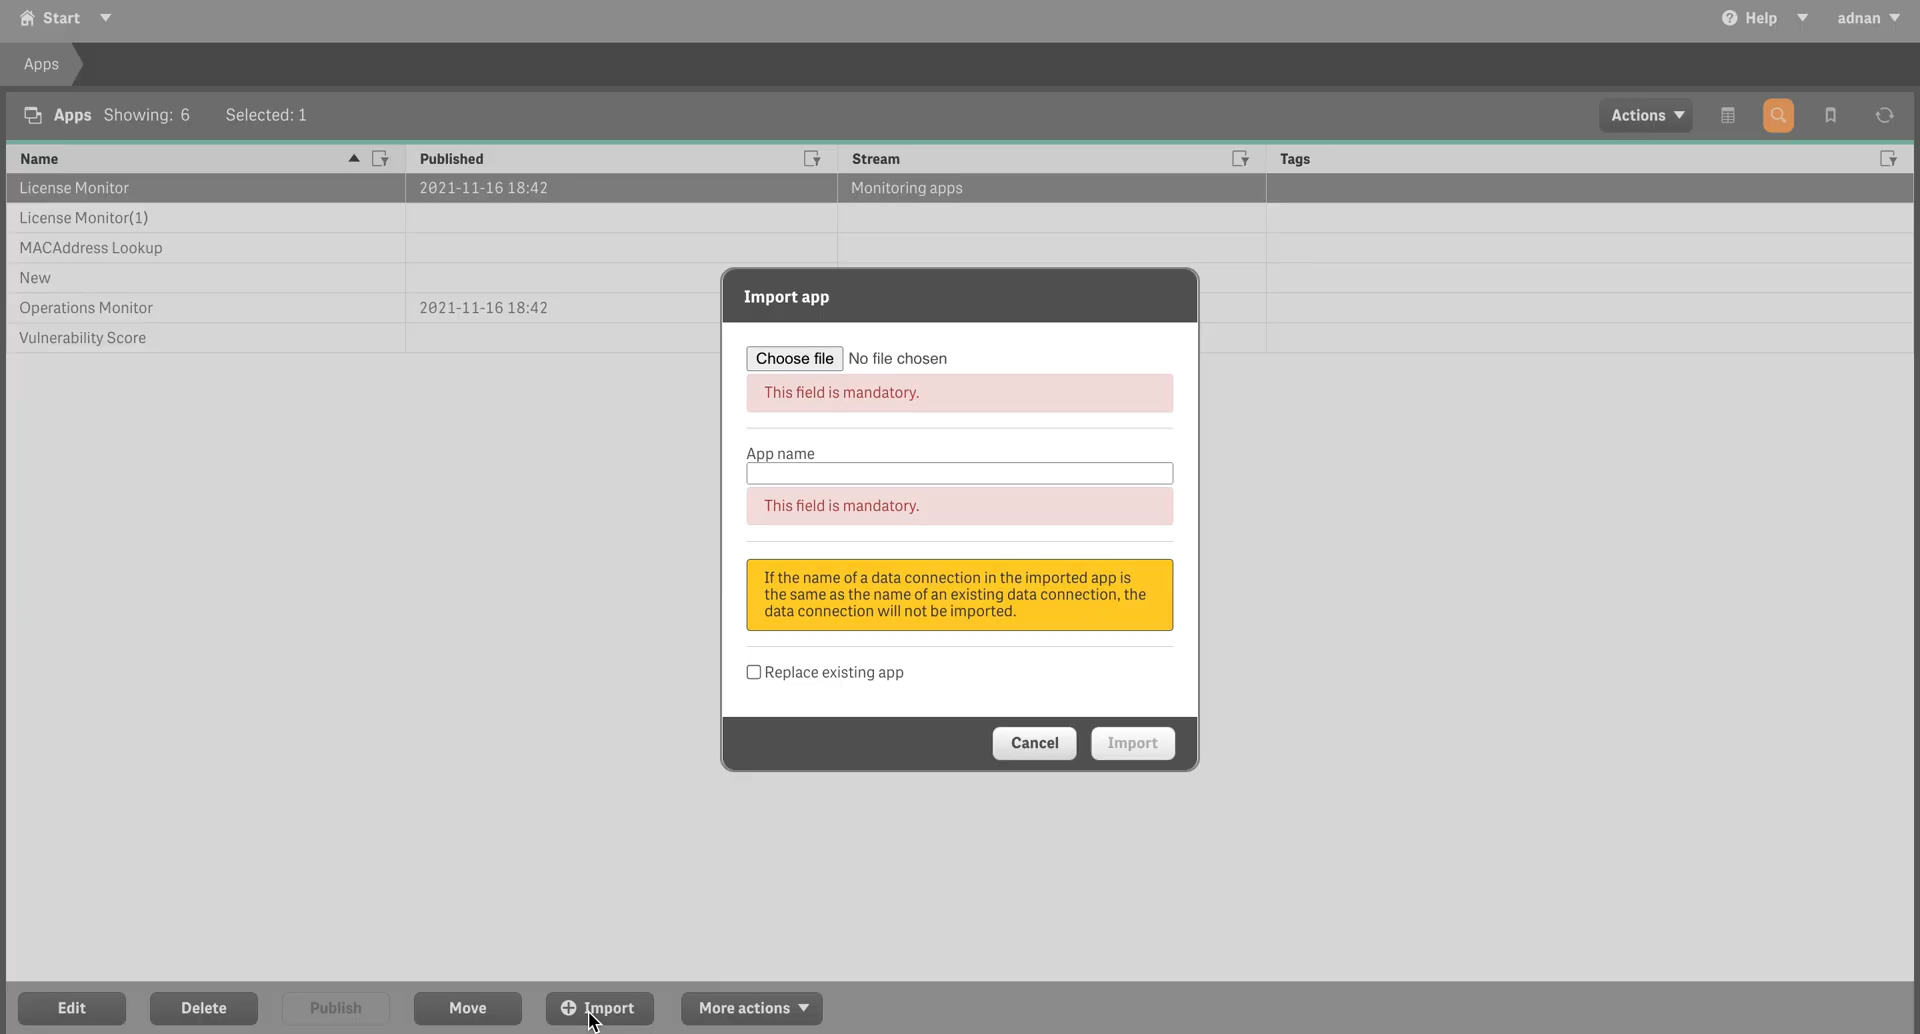 Start
Help
adnan
Apps
Apps Showing: 6 Selected: 1
Actions
Name Published Stream Tags
License Monitor 2021-11-16 18:42 Monitoring apps
License Monitor(1)
MACAddress Lookup
New
Operations Monitor 2021-11-16 18:42
Vulnerability Score
Import app
Choose file No file chosen
This field is mandatory.
App name
This field is mandatory.
If the name of a data connection in the imported app is
the same as the name of an existing data connection, the
data connection will not be imported.
Replace existing app
Cancel Import
Edit Delete Publish Move Import More actions